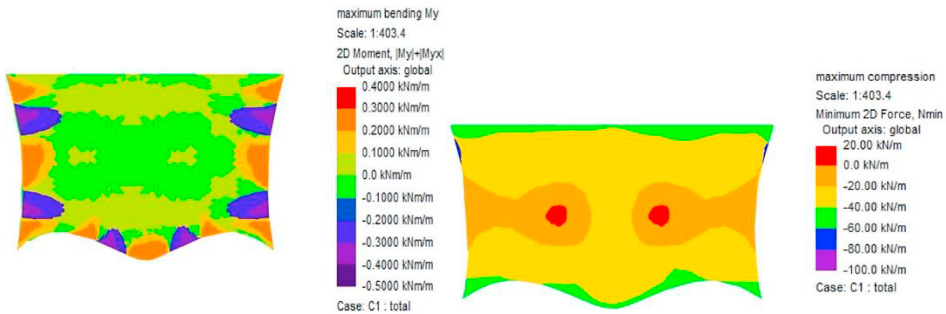 maximum bending My
Scale: 1:403.4
2D Moment, |My|+|Myx|
Output axis: global
0.4000 kNm/m
0.3000 kNm/m
0.2000 kNm/m
0.1000 kNm/m
0.0 kNm/m
-0.1000 kNm/m
-0.2000 kNm/m
-0.3000 kNm/m
-0.4000 kNm/m
-0.5000 kNm/m
Case: C1 : total
maximum compression
Scale: 1:403.4
Minimum 2D Force, Nmin
Output axis: global
20.00 kN/m
0.0 kN/m
-20.00 kN/m
-40.00 kN/m
-60.00 kN/m
-80.00 kN/m
-100.0 kN/m
Case: C1 : total